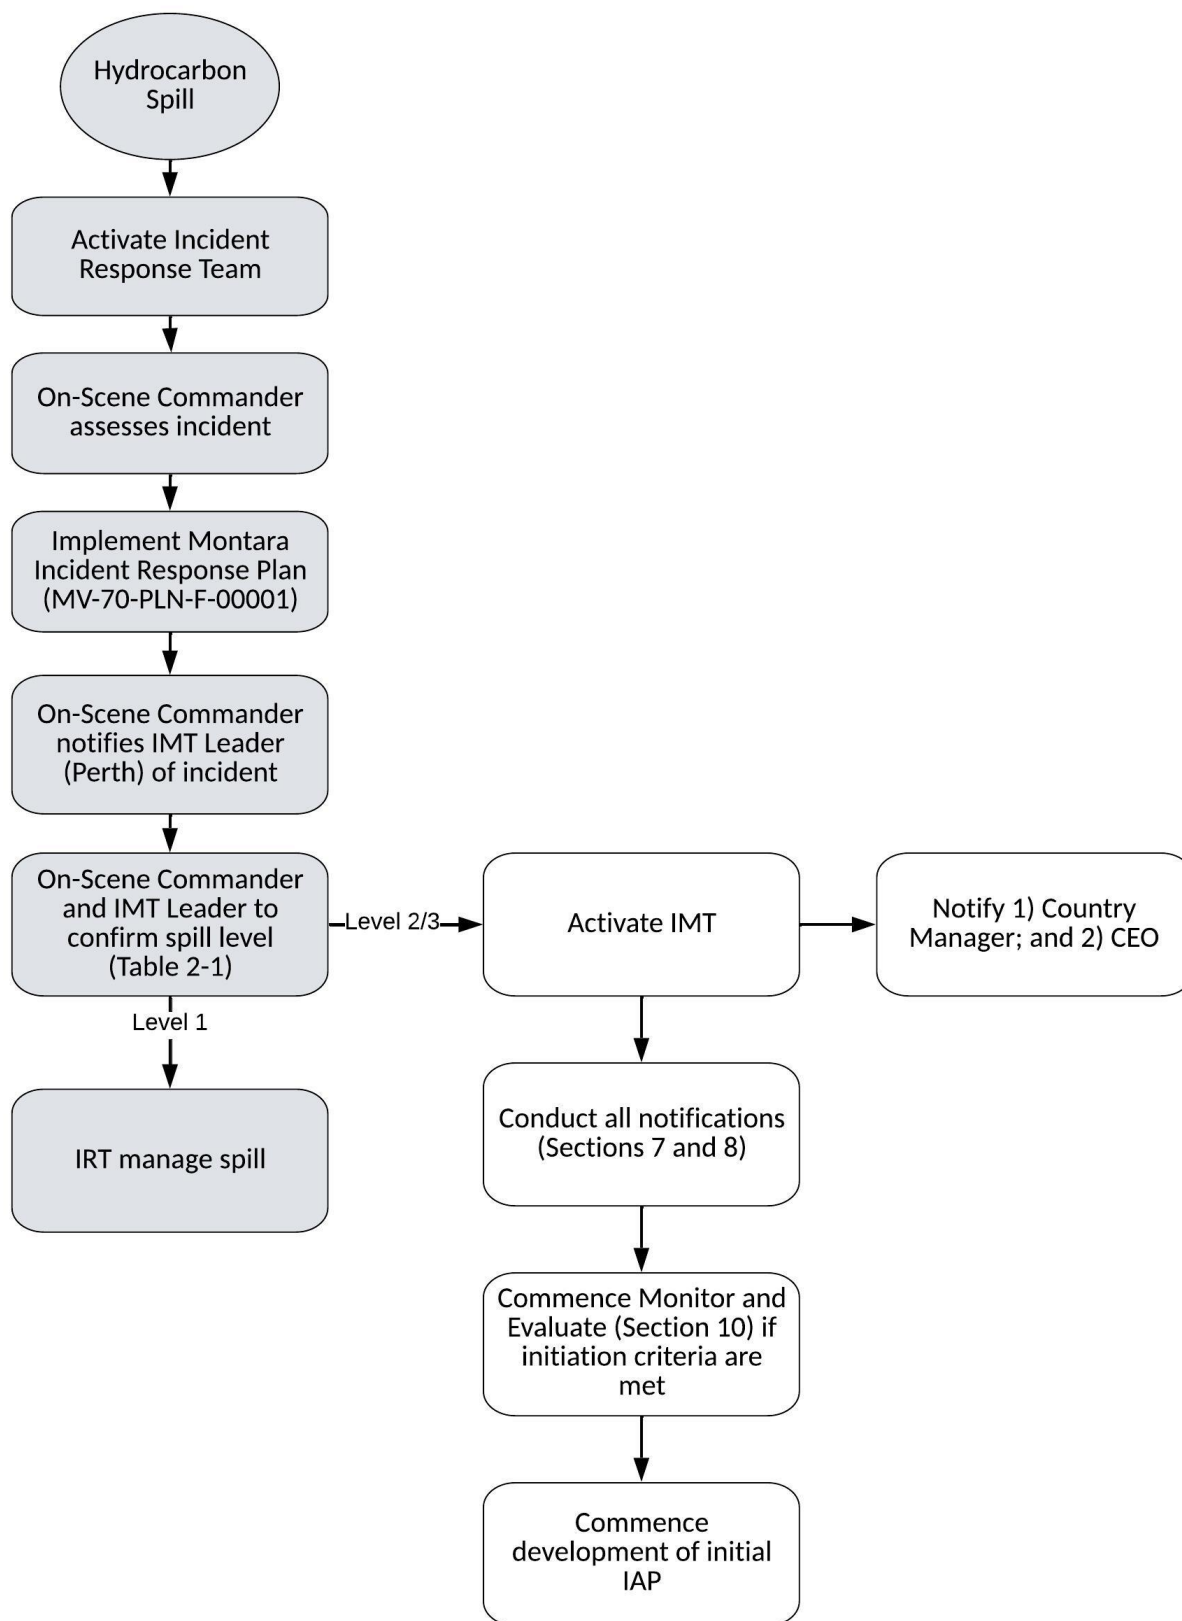 Hydrocarbon
Spill
Activate Incident
Response Team
On-Scene Commander
assesses incident
Implement Montara
Incident Response Plan
(MV-70-PLN-F-00001)
On-Scene Commander
notifies IMT Leader
(Perth) of incident
On-Scene Commander
and IMT Leader to
confirm spill level
(Table 2-1)
Level 2/3
Activate IMT
Notify 1) Country
Manager; and 2) CEO
Level 1
IRT manage spill
Conduct all notifications
(Sections 7 and 8)
Commence Monitor and
Evaluate (Section 10) if
initiation criteria are
met
Commence
development of initial
IAP